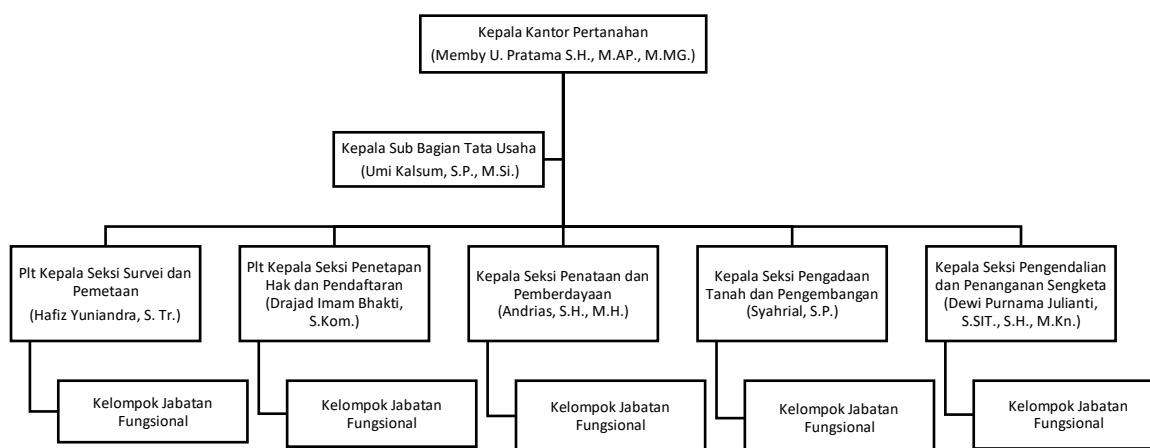 Kepala Kantor Pertanahan
(Memby U. Pratama S.H., M.AP., M.MG.)
Kepala Sub Bagian Tata Usaha
(Umi Kalsum, S.P., M.Si.)
Plt Kepala Seksi Survei dan
Pemetaan
(Hafiz Yuniandra, S. Tr.)
Plt Kepala Seksi Penetapan
Hak dan Pendaftaran
(Drajad Imam Bhakti,
S.Kom.)
Kepala Seksi Penataan dan
Pemberdayaan
(Andrias, S.H., M.H.)
Kepala Seksi Pengadaan
Tanah dan Pengembangan
(Syahrial, S.P.)
Kepala Seksi Pengendalian
dan Penanganan Sengketa
(Dewi Purnama Julianti,
S.SIT., S.H., M.Kn.)
Kelompok Jabatan
Fungsional
Kelompok Jabatan
Fungsional
Kelompok Jabatan
Fungsional
Kelompok Jabatan
Fungsional
Kelompok Jabatan
Fungsional